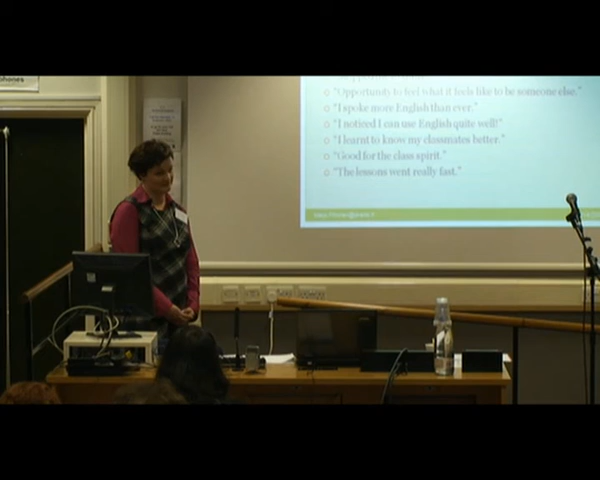 "Opportunity to feel what it feels like to be someone else."
"I spoke more English than ever."
"I noticed I can use English quite well!"
"I learnt to know my classmates better."
"Good for the class spirit."
"The lessons went really fast."